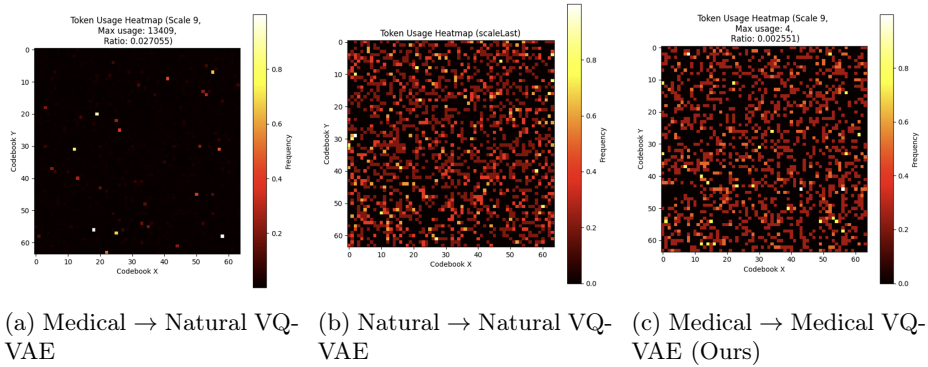 Token Usage Heatmap (Scale 9,
Max usage: 13409,
Ratio: 0.027055)
0
10
20
30
40
50
60
Codebook Y
0 10 20 30 40 50 60
Codebook X
0.8
0.6
0.4
0.2
Frequency
Token Usage Heatmap (scaleLast)
0
10
20
30
40
50
60
Codebook Y
0 10 20 30 40 50 60
Codebook X
0.8
0.6
0.4
0.2
0.0
Frequency
Token Usage Heatmap (Scale 9,
Max usage: 4,
Ratio: 0.002551)
0
10
20
30
40
50
60
Codebook Y
0 10 20 30 40 50 60
Codebook X
0.8
0.6
0.4
0.2
0.0
Frequency
(a) Medical → Natural VQ-
VAE
(b) Natural → Natural VQ-
VAE
(c) Medical → Medical VQ-
VAE (Ours)